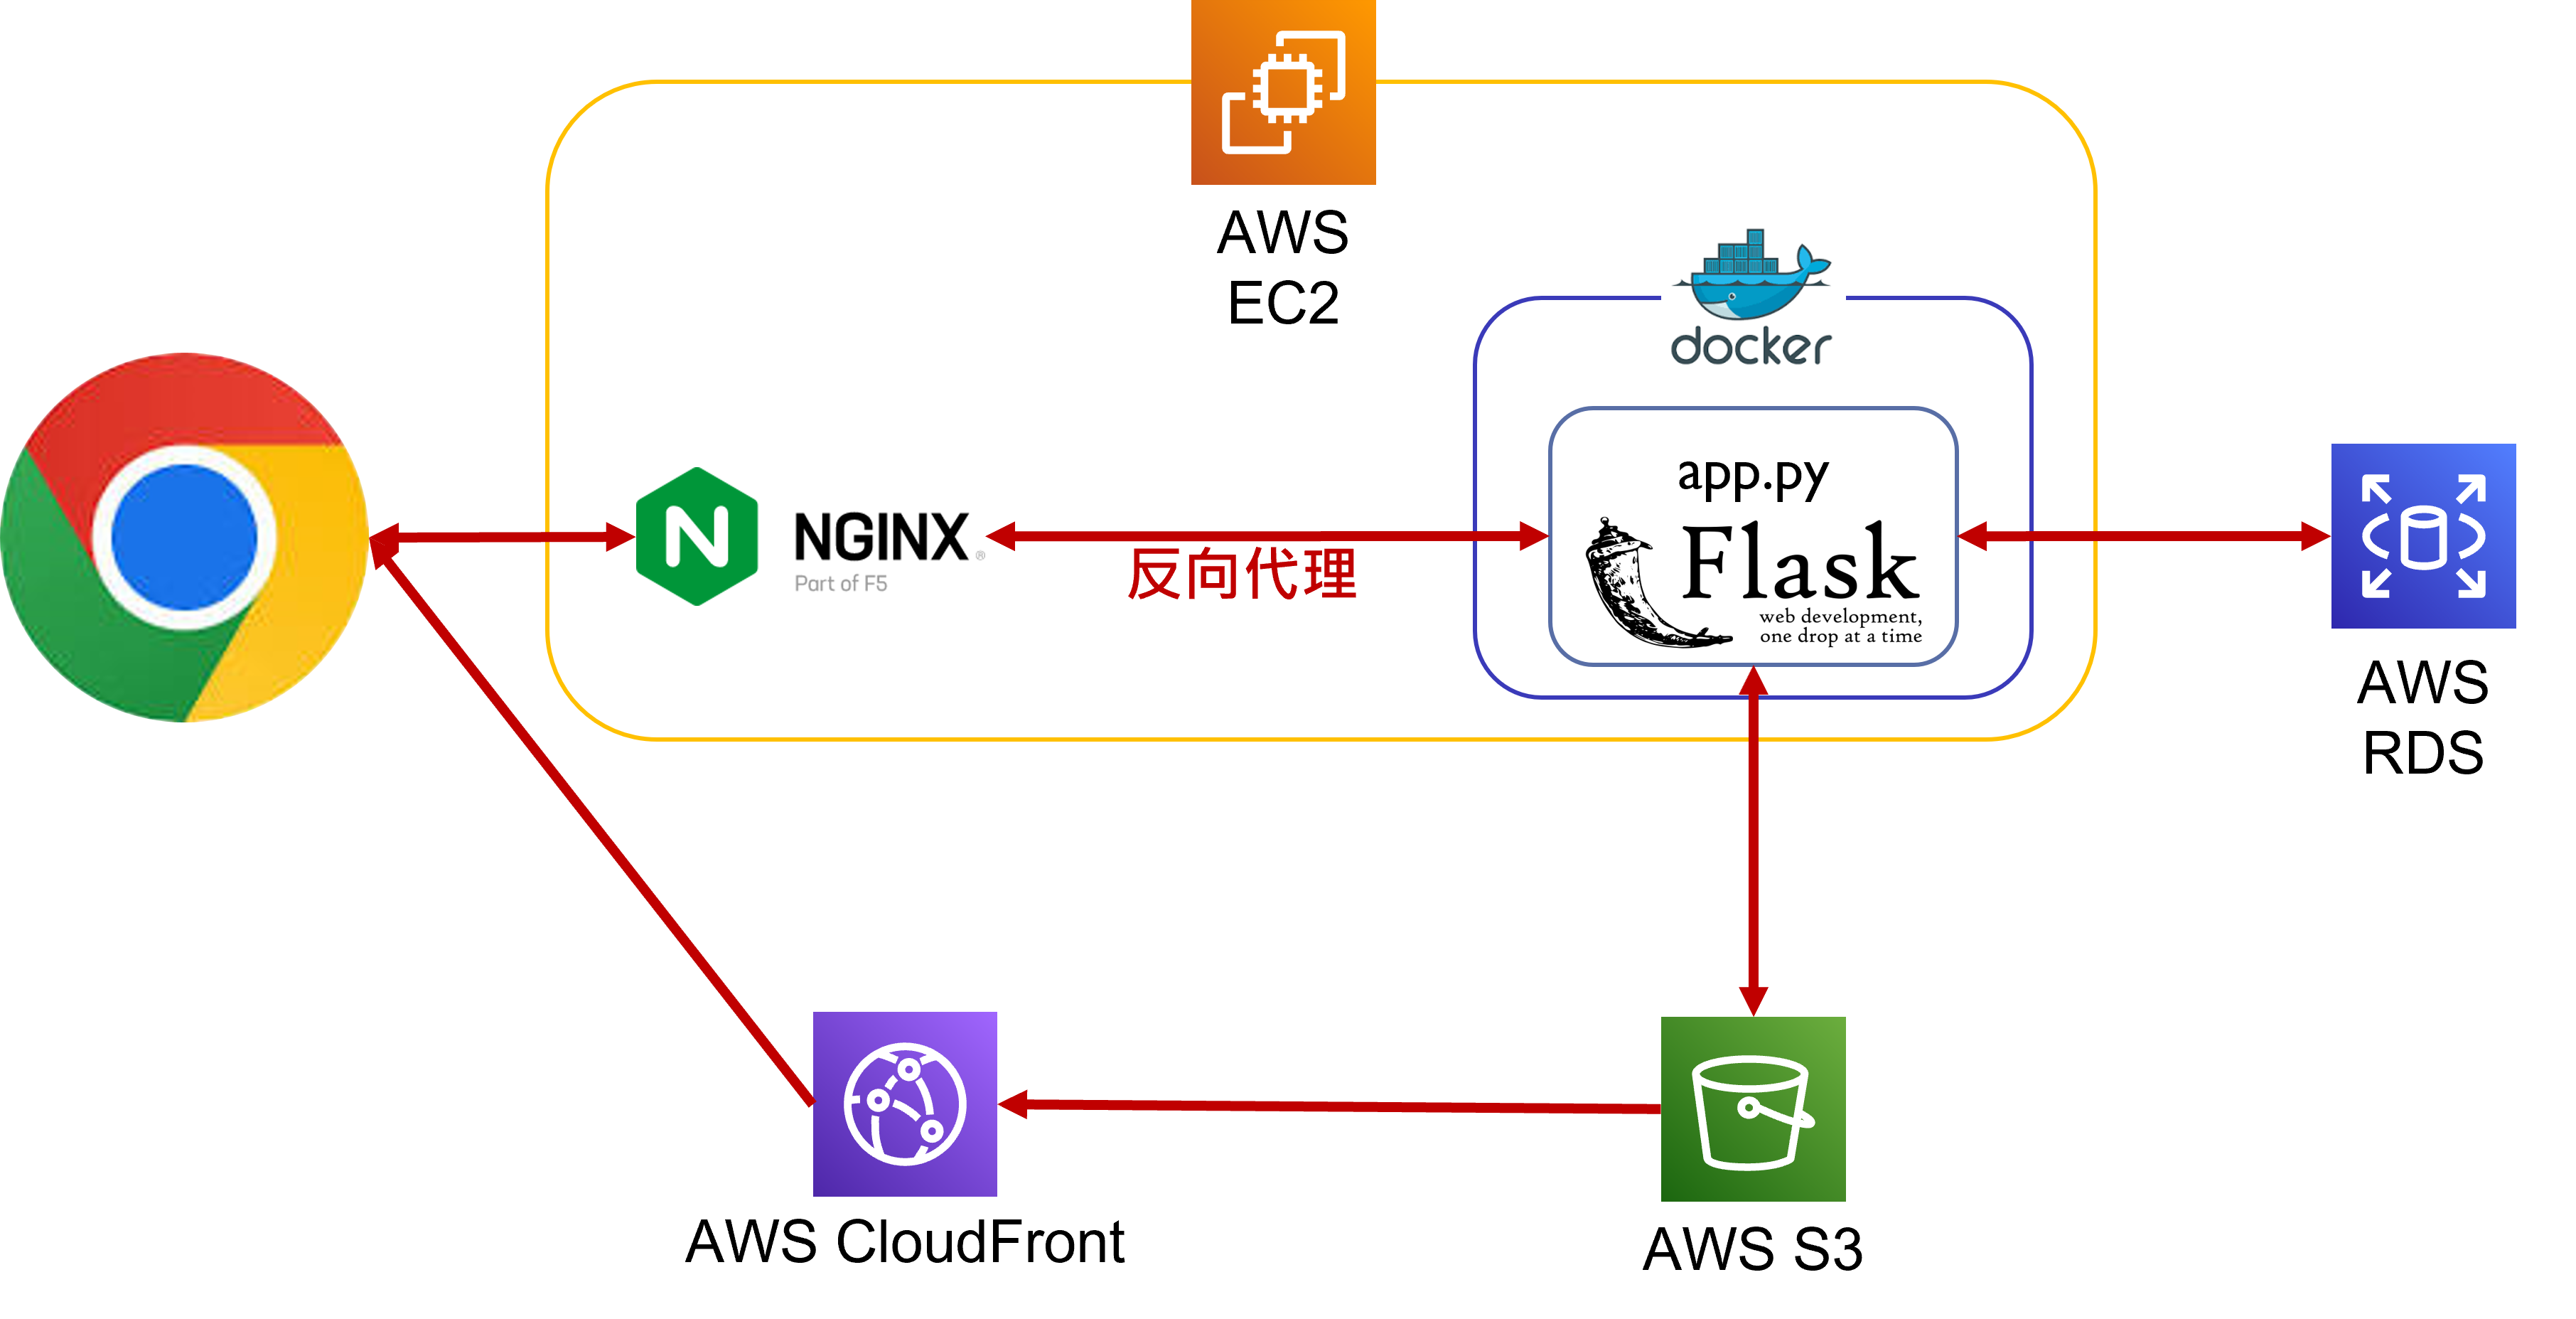 AWS
EC2
docker
app.py
NGINX®
Part of F5
反向代理
Flask
web development,
one drop at a time
AWS
RDS
AWS CloudFront
AWS S3